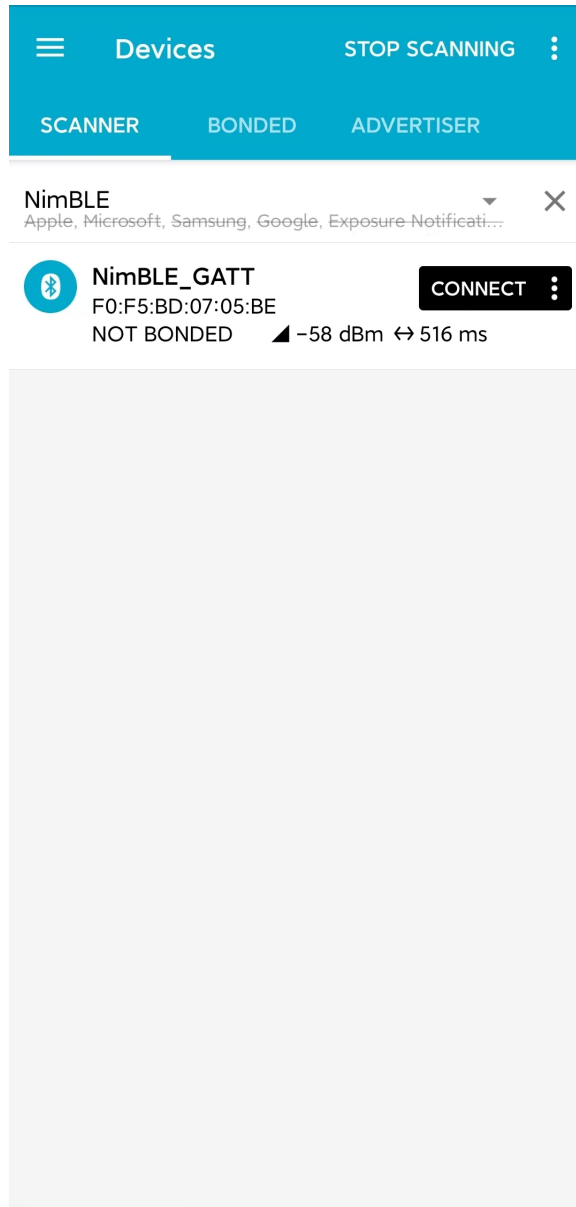 Devices STOP SCANNING
SCANNER BONDED ADVERTISER
NimBLE
Apple, Microsoft, Samsung, Google, Exposure Notificati...
NimBLE_GATT
CONNECT
F0:F5:BD:07:05:BE
NOT BONDED -58 dBm ↔ 516 ms